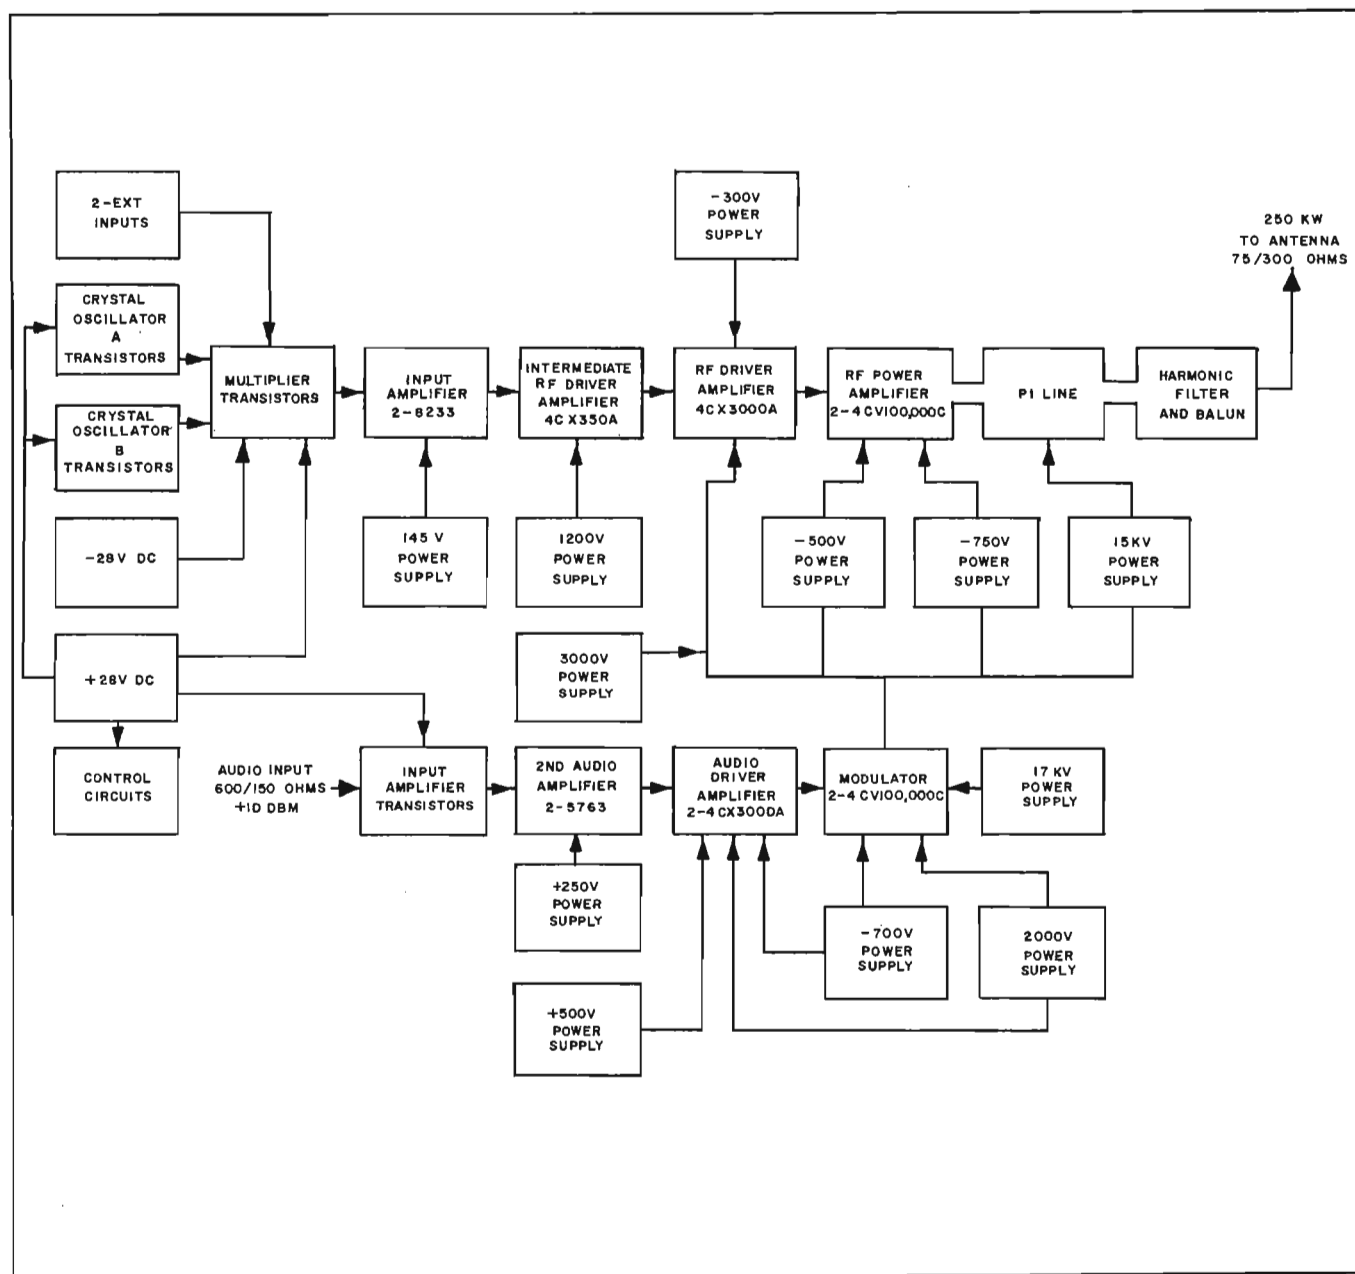 2-EXT
INPUTS
-300V
POWER
SUPPLY
250 KW
TO ANTENNA
75/300 OHMS
CRYSTAL
OSCILLATOR
A
TRANSISTORS
CRYSTAL
OSCILLATOR
B
TRANSISTORS
MULTIPLIER
TRANSISTORS
INPUT
AMPLIFIER
2-8233
INTERMEDIATE
RF DRIVER
AMPLIFIER
4CX350A
RF DRIVER
AMPLIFIER
4CX3000A
RF POWER
AMPLIFIER
2-4CV100,000C
P1 LINE
HARMONIC
FILTER
AND BALUN
-28V DC
145 V
POWER
SUPPLY
1200V
POWER
SUPPLY
-500V
POWER
SUPPLY
-750V
POWER
SUPPLY
15KV
POWER
SUPPLY
+28V DC
3000V
POWER
SUPPLY
CONTROL
CIRCUITS
AUDIO INPUT
600/150 OHMS
+10 DBM
INPUT
AMPLIFIER
TRANSISTORS
2ND AUDIO
AMPLIFIER
2-5763
AUDIO
DRIVER
AMPLIFIER
2-4CX3000A
MODULATOR
2-4CV100,000C
17 KV
POWER
SUPPLY
+250V
POWER
SUPPLY
-700V
POWER
SUPPLY
2000V
POWER
SUPPLY
+500V
POWER
SUPPLY